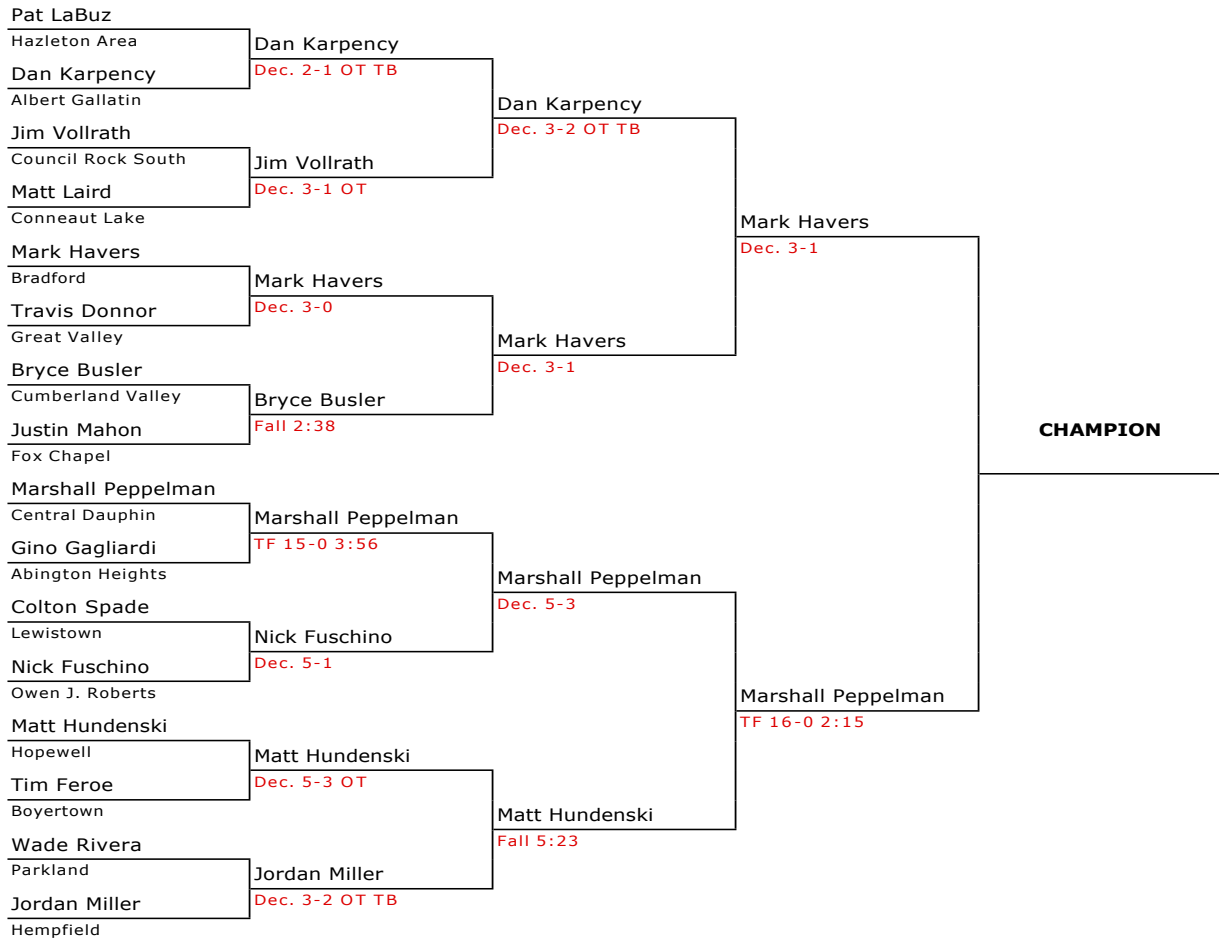 Pat LaBuz
Hazleton Area
Dan Karpency
Dec. 2-1 OT TB
Dan Karpency
Albert Gallatin
Dan Karpency
Dec. 3-2 OT TB
Jim Vollrath
Council Rock South
Jim Vollrath
Dec. 3-1 OT
Matt Laird
Conneaut Lake
Mark Havers
Dec. 3-1
Mark Havers
Bradford
Mark Havers
Dec. 3-0
Travis Donnor
Great Valley
Mark Havers
Dec. 3-1
Bryce Busler
Cumberland Valley
Bryce Busler
Fall 2:38
Justin Mahon
Fox Chapel
CHAMPION
Marshall Peppelman
Central Dauphin
Marshall Peppelman
TF 15-0 3:56
Gino Gagliardi
Abington Heights
Marshall Peppelman
Dec. 5-3
Colton Spade
Lewistown
Nick Fuschino
Dec. 5-1
Nick Fuschino
Owen J. Roberts
Marshall Peppelman
TF 16-0 2:15
Matt Hundenski
Hopewell
Matt Hundenski
Dec. 5-3 OT
Tim Feroe
Boyertown
Matt Hundenski
Fall 5:23
Wade Rivera
Parkland
Jordan Miller
Dec. 3-2 OT TB
Jordan Miller
Hempfield